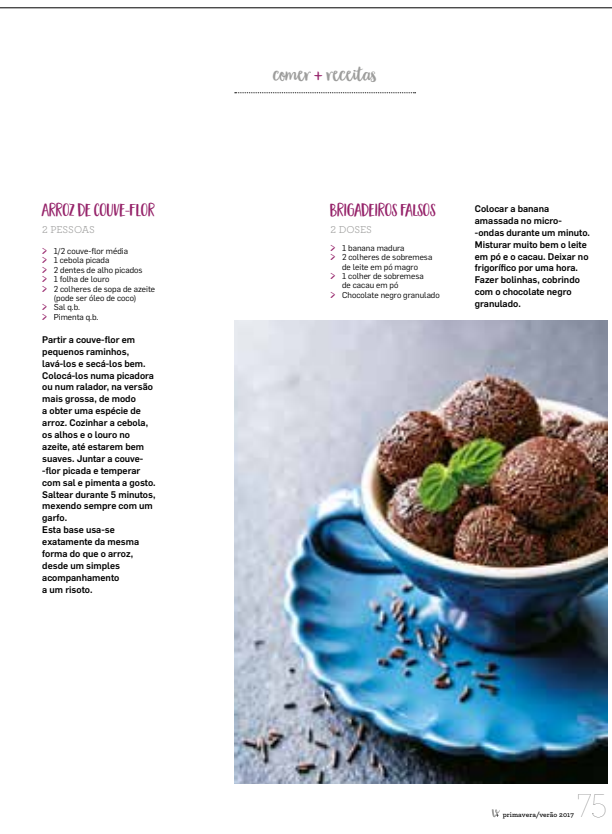 comer + receitas
ARROZ DE COUVE-FLOR
2 PESSOAS
> 1/2 couve-flor média
> 1 cebola picada
> 2 dentes de alho picados
> 1 folha de louro
> 2 colheres de sopa de azeite
(pode ser óleo de coco)
> Sal q.b.
> Pimenta q.b.
Partir a couve-flor em
pequenos raminhos,
lavá-los e secá-los bem.
Colocá-los numa picadora
ou num ralador, na versão
mais grossa, de modo
a obter uma espécie de
arroz. Cozinhar a cebola,
os alhos e o louro no
azeite, até estarem bem
suaves. Juntar a couve-
-flor picada e temperar
com sal e pimenta a gosto.
Saltear durante 5 minutos,
mexendo sempre com um
garfo.
Esta base usa-se
exatamente da mesma
forma do que o arroz,
desde um simples
acompanhamento
a um risoto.
BRIGADEIROS FALSOS
2 DOSES
> 1 banana madura
> 2 colheres de sobremesa
de leite em pó magro
> 1 colher de sobremesa
de cacau em pó
> Chocolate negro granulado
Colocar a banana
amassada no micro-
-ondas durante um minuto.
Misturar muito bem o leite
em pó e o cacau. Deixar no
frigorífico por uma hora.
Fazer bolinhas, cobrindo
com o chocolate negro
granulado.
primavera/verão 2017 75